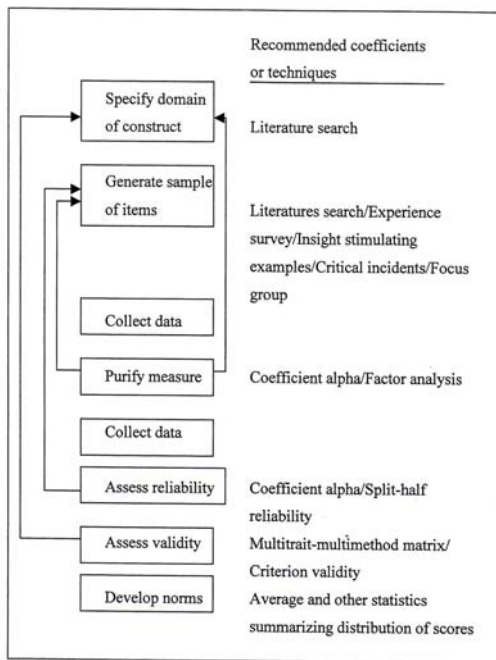 Recommended coefficients
or techniques
Specify domain
of construct
Literature search
Generate sample
of items
Literatures search/Experience
survey/Insight stimulating
examples/Critical incidents/Focus
group
Collect data
Purify measure
Coefficient alpha/Factor analysis
Collect data
Assess reliability
Coefficient alpha/Split-half
reliability
Assess validity
Multitrait-multimethod matrix/
Criterion validity
Develop norms
Average and other statistics
summarizing distribution of scores